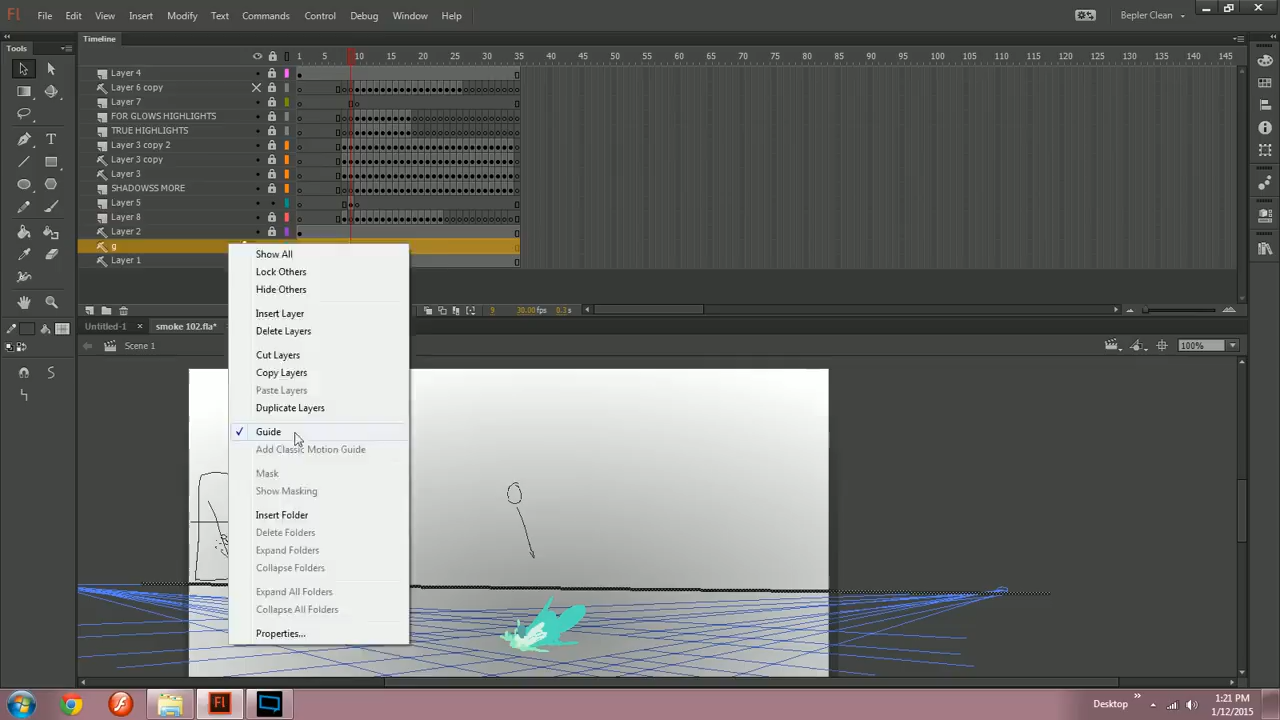 Fl File Edit View Insert Modify Text Commands Control Debug Window Help Bepler Clean
Tools
Timeline
1 5 10 15 20 25 30 35 40 45 50 55 60 65 70 75 80 85 90 95 100 105 110 115 120 125 130 135 140 145
Layer 4
Layer 6 copy
Layer 7
FOR GLOWS HIGHLIGHTS
TRUE HIGHLIGHTS
Layer 3 copy 2
Layer 3 copy
Layer 3
SHADOWSS MORE
Layer 5
Layer 8
Layer 2
g
Layer 1
9 30.00 fps 0.3 s
Untitled-1 × smoke 102.fla*
Scene 1 100%
Show All
Lock Others
Hide Others
Insert Layer
Delete Layers
Cut Layers
Copy Layers
Paste Layers
Duplicate Layers
Guide
Add Classic Motion Guide
Mask
Show Masking
Insert Folder
Delete Folders
Expand Folders
Collapse Folders
Expand All Folders
Collapse All Folders
Properties...
Fl Desktop 1:21 PM
1/12/2015